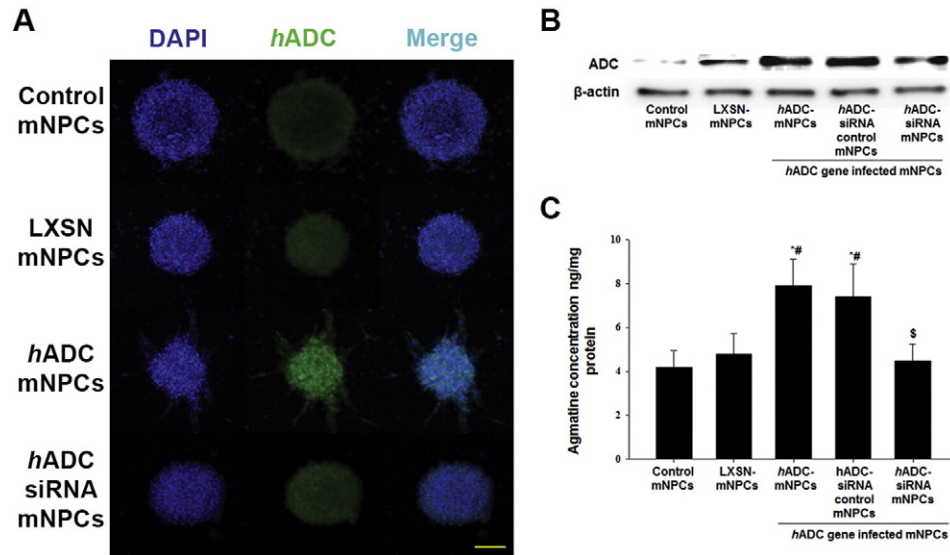 A
DAPI hADC Merge
Control
mNPCs
LXSN
mNPCs
hADC
mNPCs
hADC
siRNA
mNPCs
B
ADC
β-actin
Control
mNPCs
LXSN-
mNPCs
hADC-
mNPCs
hADC-
siRNA
control
mNPCs
hADC-
siRNA
mNPCs
hADC gene infected mNPCs
C
Agmatine concentration ng/mg
protein
10
8
6
4
2
0
*#
*#
$
Control
mNPCs
LXSN-
mNPCs
hADC-
mNPCs
hADC-
siRNA
control
mNPCs
hADC-
siRNA
mNPCs
hADC gene infected mNPCs